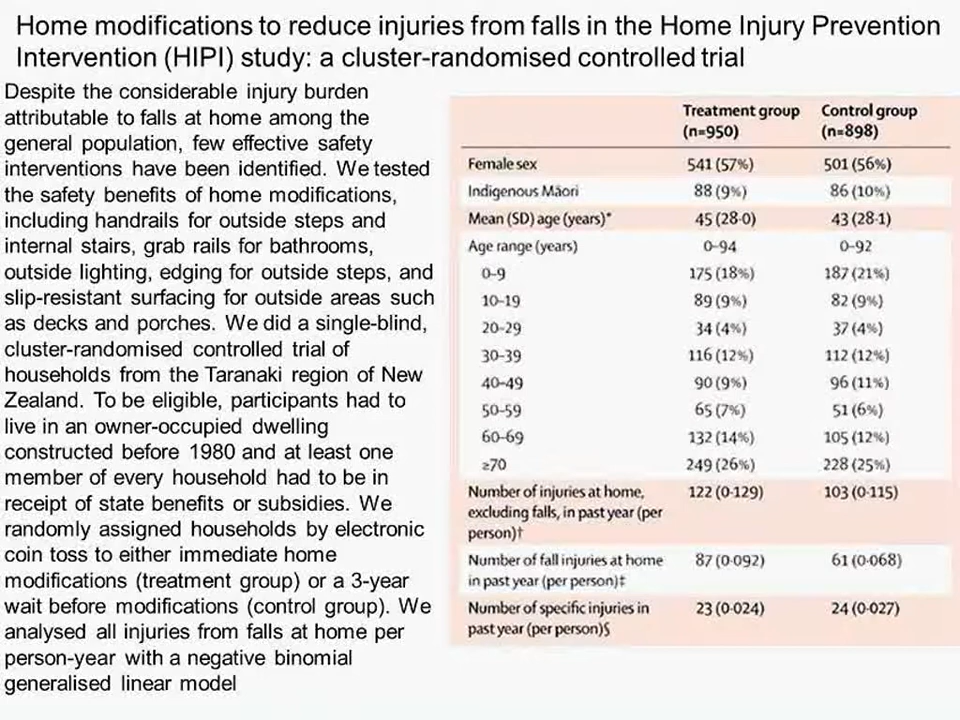 Home modifications to reduce injuries from falls in the Home Injury Prevention
Intervention (HIPI) study: a cluster-randomised controlled trial
Despite the considerable injury burden
attributable to falls at home among the
general population, few effective safety
interventions have been identified. We tested
the safety benefits of home modifications,
including handrails for outside steps and
internal stairs, grab rails for bathrooms,
outside lighting, edging for outside steps, and
slip-resistant surfacing for outside areas such
as decks and porches. We did a single-blind,
cluster-randomised controlled trial of
households from the Taranaki region of New
Zealand. To be eligible, participants had to
live in an owner-occupied dwelling
constructed before 1980 and at least one
member of every household had to be in
receipt of state benefits or subsidies. We
randomly assigned households by electronic
coin toss to either immediate home
modifications (treatment group) or a 3-year
wait before modifications (control group). We
analysed all injuries from falls at home per
person-year with a negative binomial
generalised linear model
Treatment group Control group
(n=950) (n=898)
Female sex 541 (57%) 501 (56%)
Indigenous Māori 88 (9%) 86 (10%)
Mean (SD) age (years)* 45 (28·0) 43 (28·1)
Age range (years) 0–94 0–92
0–9 175 (18%) 187 (21%)
10–19 89 (9%) 82 (9%)
20–29 34 (4%) 37 (4%)
30–39 116 (12%) 112 (12%)
40–49 90 (9%) 96 (11%)
50–59 65 (7%) 51 (6%)
60–69 132 (14%) 105 (12%)
≥70 249 (26%) 228 (25%)
Number of injuries at home, 122 (0·129) 103 (0·115)
excluding falls, in past year (per
person)†
Number of fall injuries at home 87 (0·092) 61 (0·068)
in past year (per person)‡
Number of specific injuries in 23 (0·024) 24 (0·027)
past year (per person)§